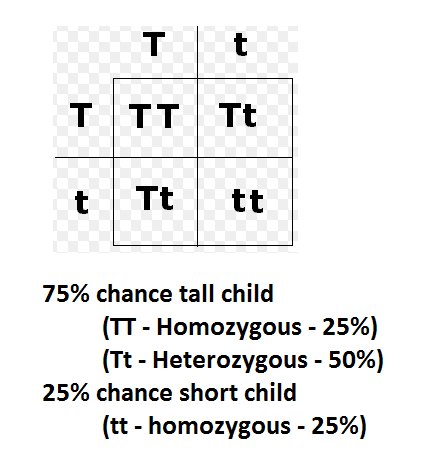 T t
T TT Tt
t Tt tt
75% chance tall child
(TT - Homozygous - 25%)
(Tt - Heterozygous - 50%)
25% chance short child
(tt - homozygous - 25%)